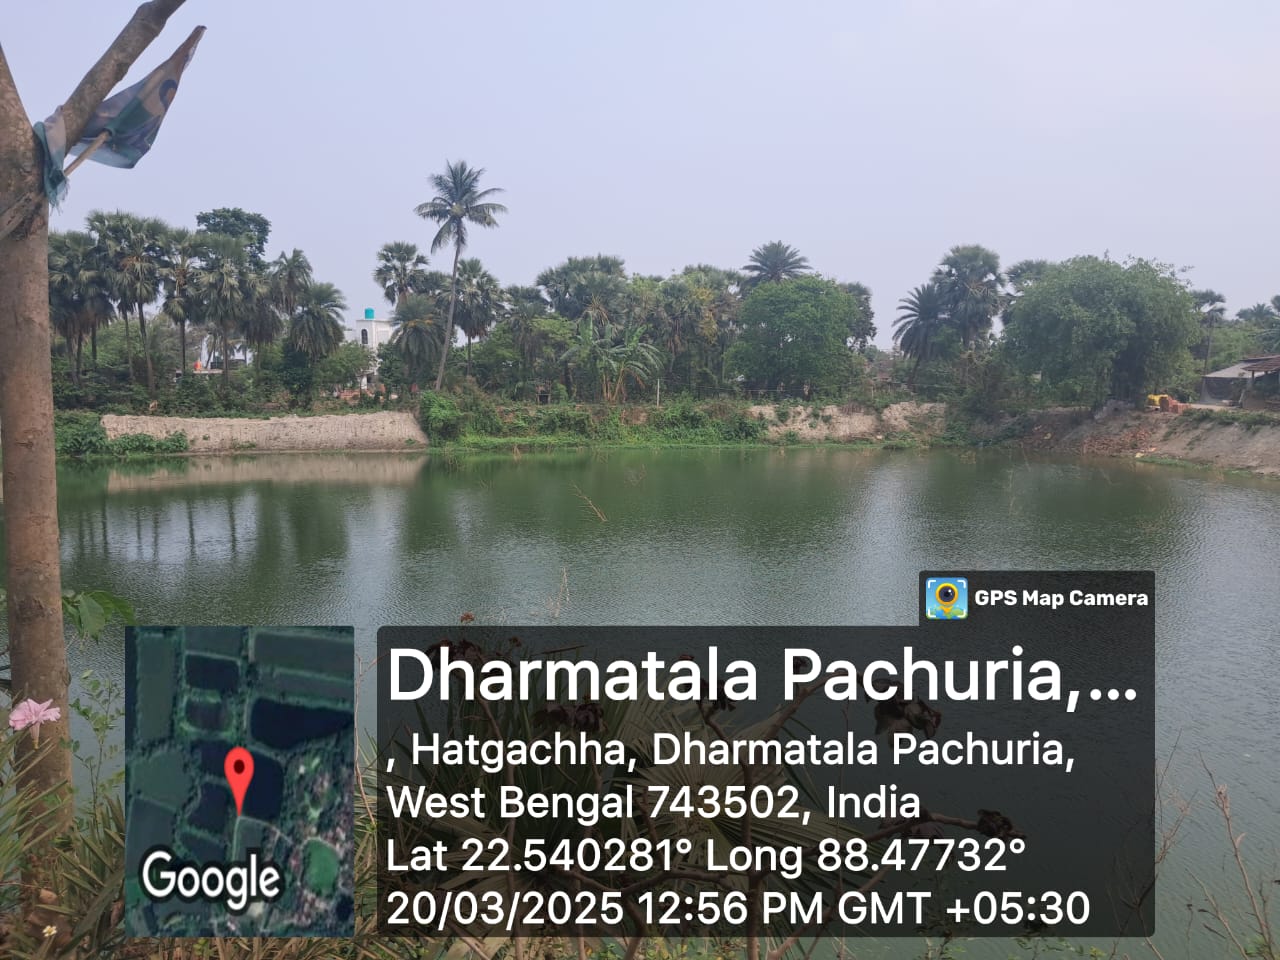 GPS Map Camera
Dharmatala Pachuria,...
, Hatgachha, Dharmatala Pachuria,
West Bengal 743502, India
Lat 22.540281° Long 88.47732°
20/03/2025 12:56 PM GMT +05:30
Google